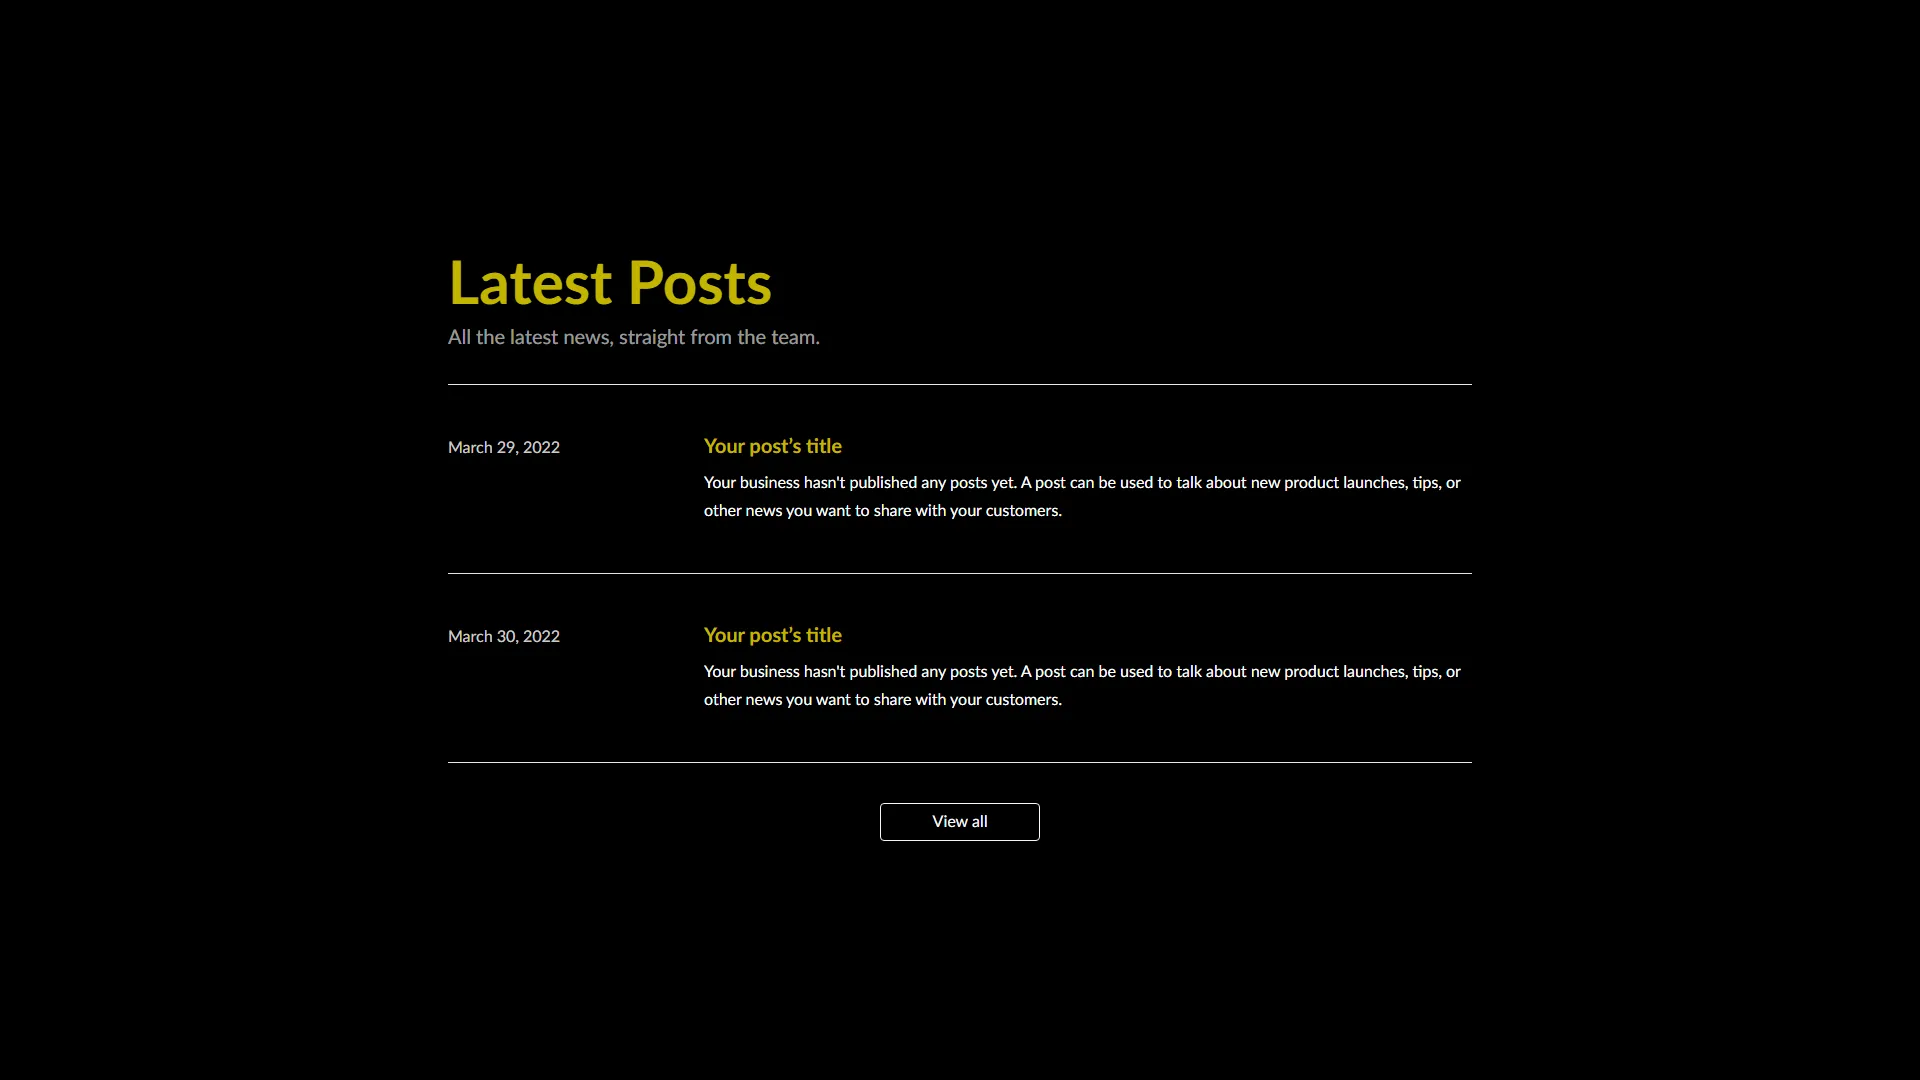 Latest Posts
All the latest news, straight from the team.
March 29, 2022
Your post’s title
Your business hasn't published any posts yet. A post can be used to talk about new product launches, tips, or
other news you want to share with your customers.
March 30, 2022
Your post’s title
Your business hasn't published any posts yet. A post can be used to talk about new product launches, tips, or
other news you want to share with your customers.
View all